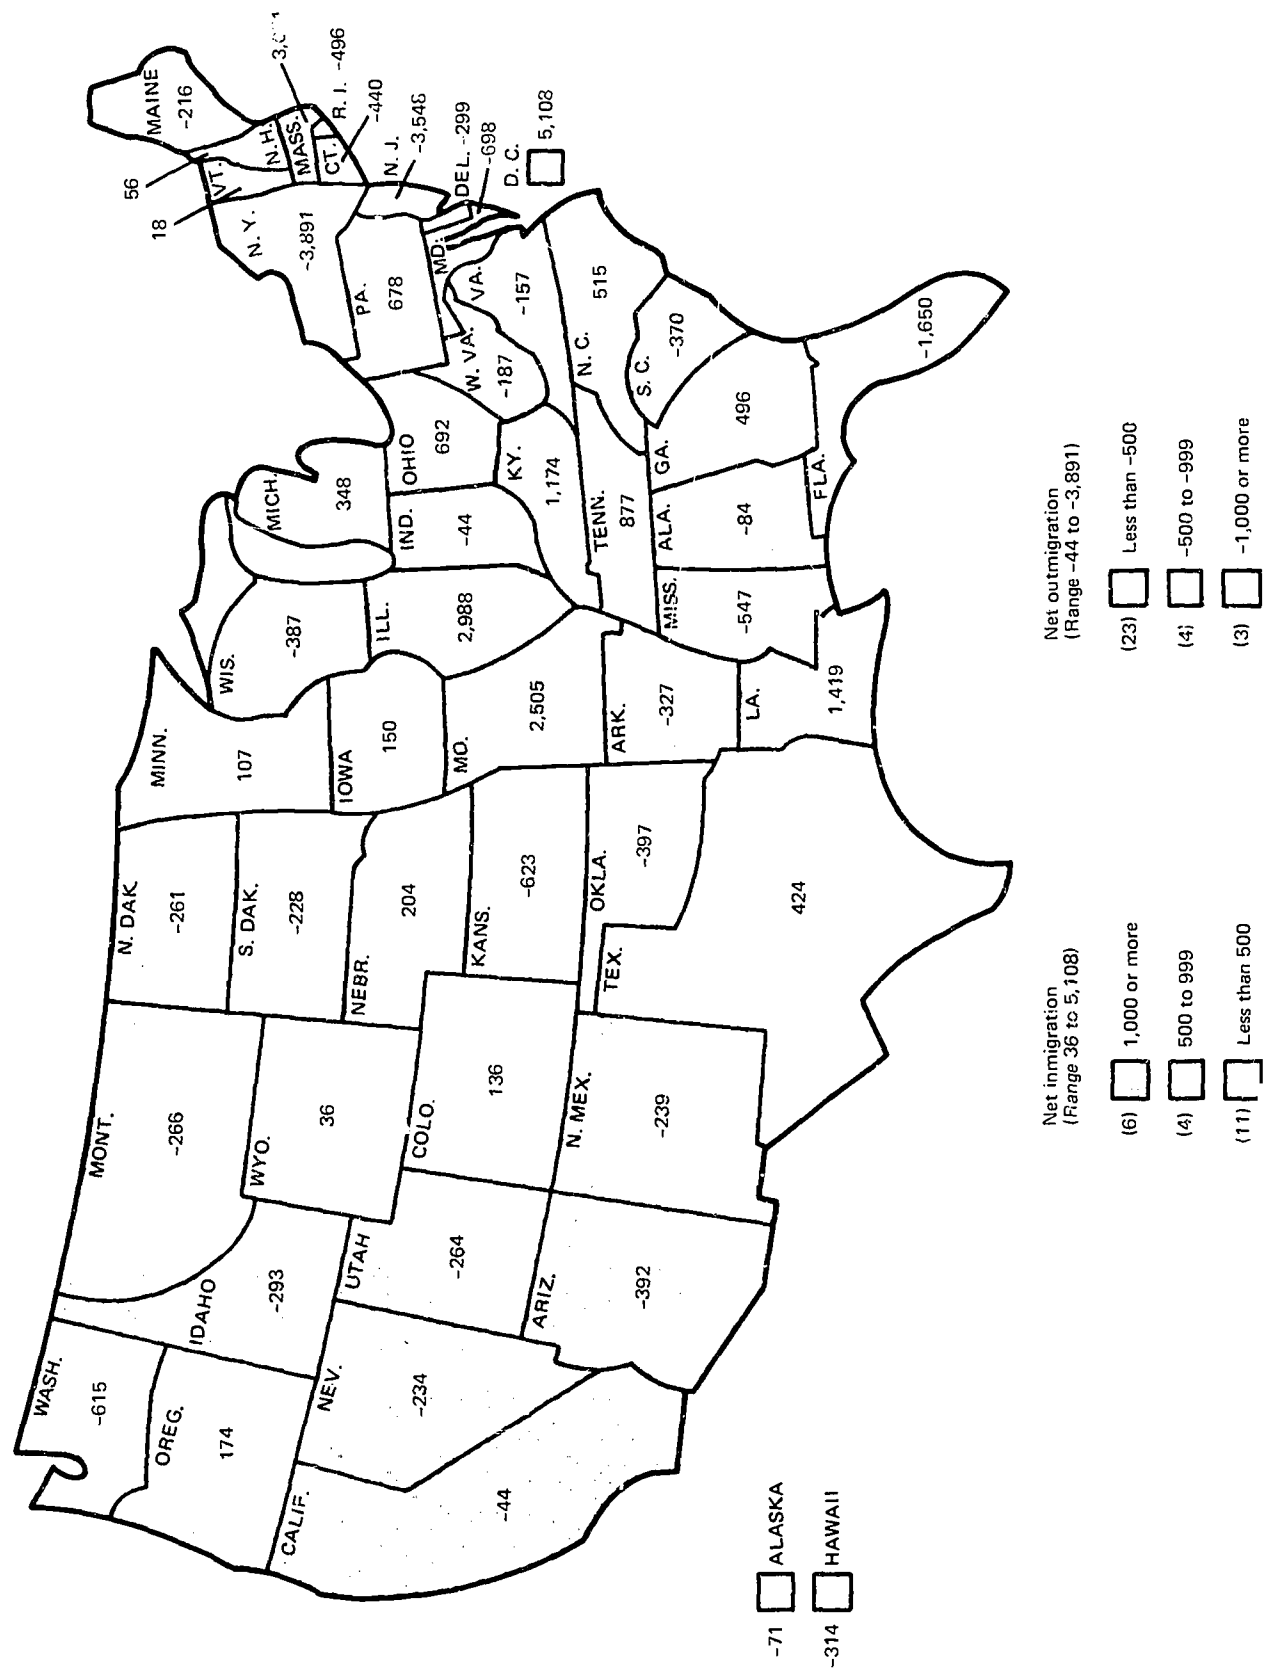 WASH.
-615
OREG.
174
CALIF.
-44
NEV.
-234
IDAHO
-293
MONT.
-266
WYO.
36
UTAH
-264
ARIZ.
-392
COLO.
136
N. MEX.
-239
N. DAK.
-261
S. DAK.
-228
NEBR.
204
KANS.
-623
OKLA.
-397
TEX.
424
MINN.
107
IOWA
150
MO.
2,505
ARK.
-327
LA.
1,419
WIS.
-387
ILL.
2,988
MICH.
348
IND.
-44
OHIO
692
KY.
1,174
TENN.
877
MISS.
-547
ALA.
-84
GA.
496
FLA.
-1,650
S. C.
-370
N. C.
515
VA.
-157
W. VA.
-187
PA.
678
N. Y.
-3,891
18
VT.
56
N.H.
MAINE
-216
MASS.
R. I. -496
CT.
-440
N. J.
-3,548
DEL. -299
MD.
-698
D. C.
5,108
-71 ALASKA
-314 HAWAII
Net inmigration
(Range 36 to 5,108)
(6) 1,000 or more
(4) 500 to 999
(11) Less than 500
Net outmigration
(Range -44 to -3,891)
(23) Less than -500
(4) -500 to -999
(3) -1,000 or more